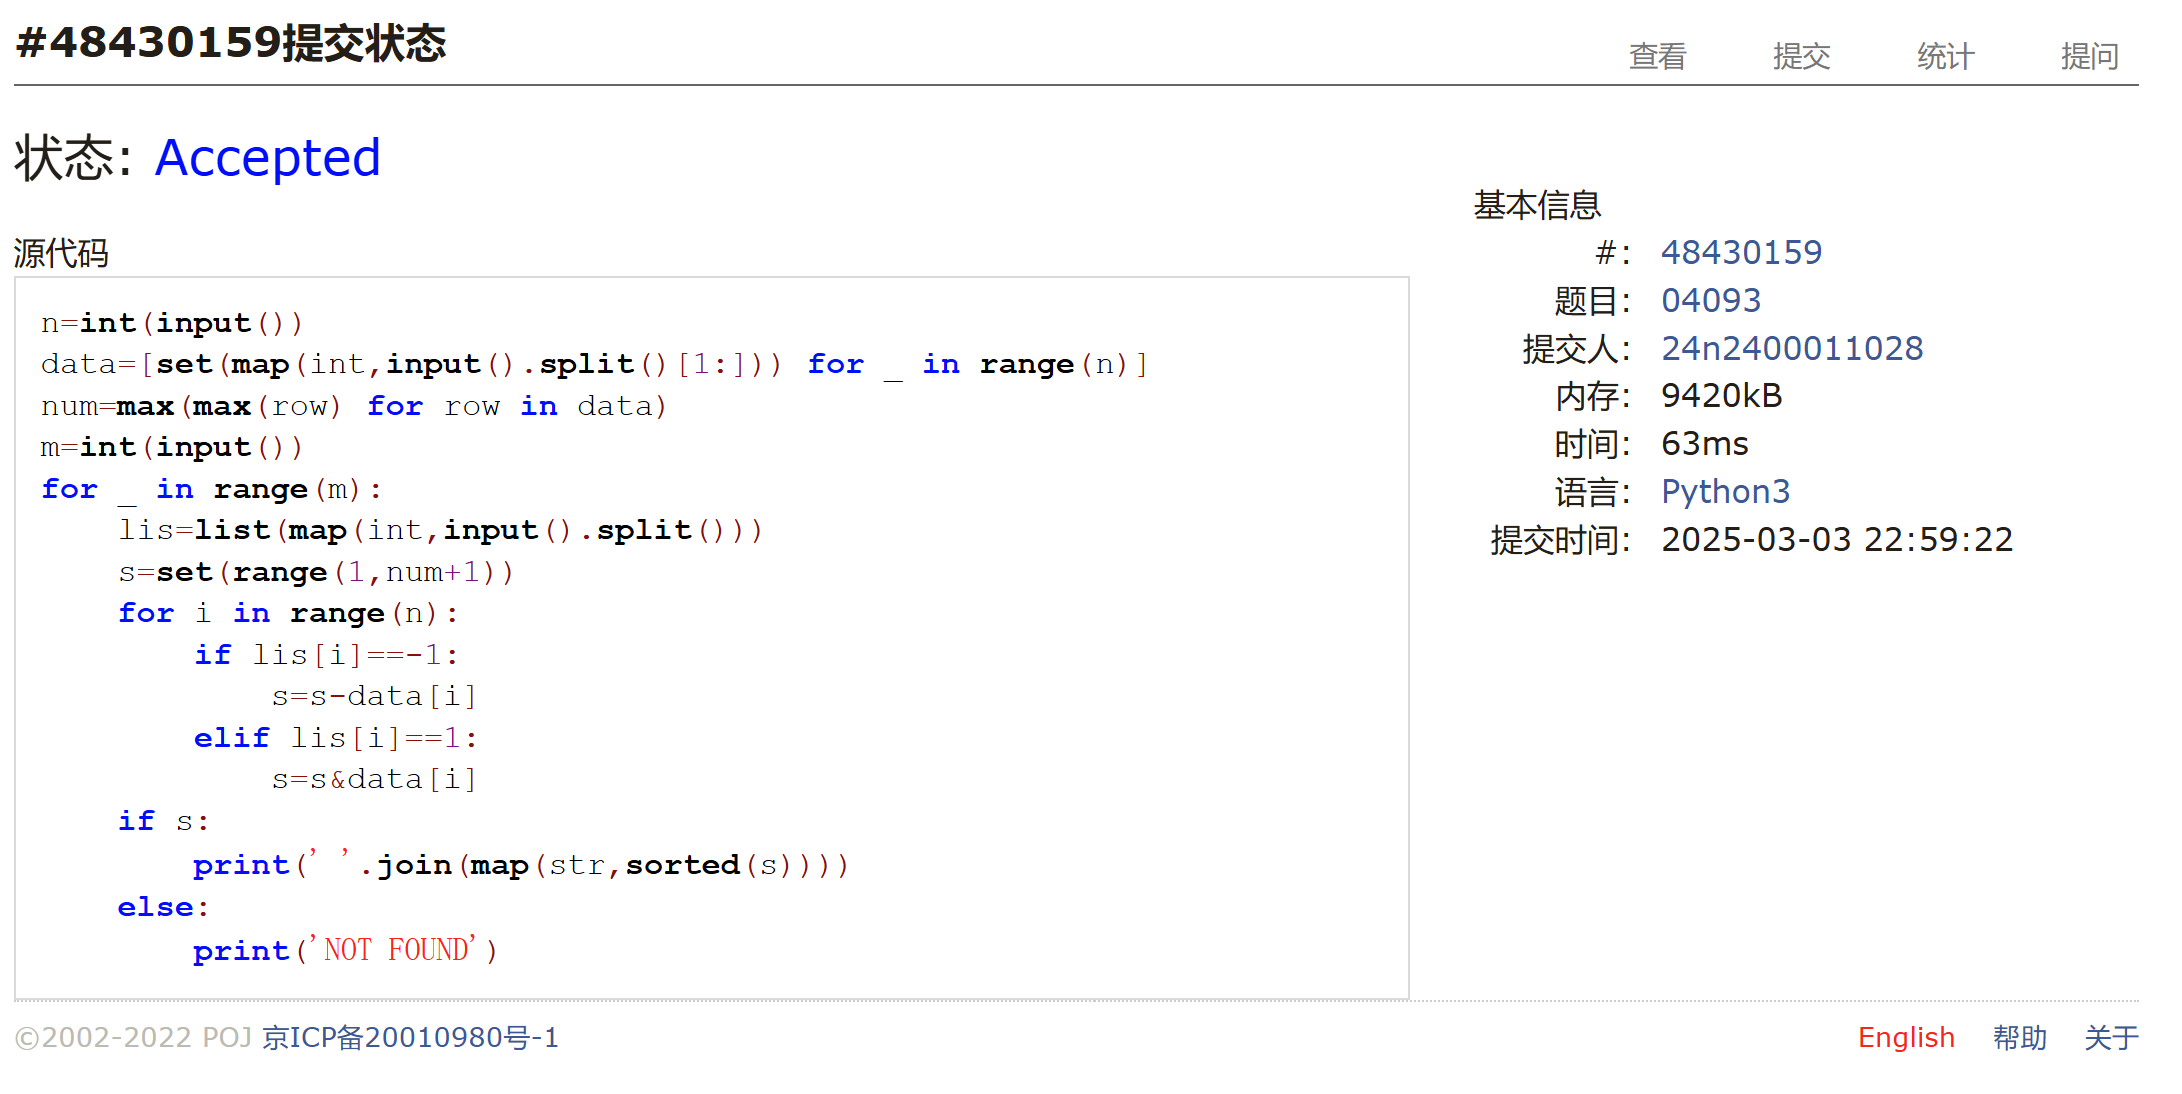 #48430159提交状态
查看 提交 统计 提问
状态: Accepted
源代码
n=int(input())
data=[set(map(int,input().split()[1:])) for _ in range(n)]
num=max(max(row) for row in data)
m=int(input())
for _ in range(m):
    lis=list(map(int,input().split()))
    s=set(range(1,num+1))
    for i in range(n):
        if lis[i]==-1:
            s=s-data[i]
        elif lis[i]==1:
            s=s&data[i]
    if s:
        print(' '.join(map(str,sorted(s))))
    else:
        print('NOT FOUND')
基本信息
#: 48430159
题目: 04093
提交人: 24n2400011028
内存: 9420kB
时间: 63ms
语言: Python3
提交时间: 2025-03-03 22:59:22
©2002-2022 POJ 京ICP备20010980号-1
English 帮助 关于